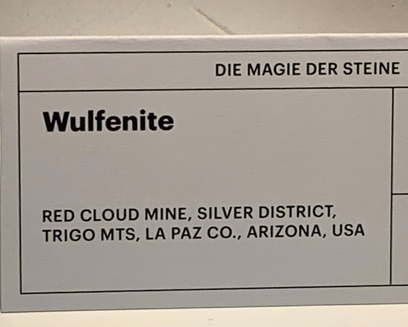 DIE MAGIE DER STEINE
Wulfenite
RED CLOUD MINE, SILVER DISTRICT,
TRIGO MTS, LA PAZ CO., ARIZONA, USA